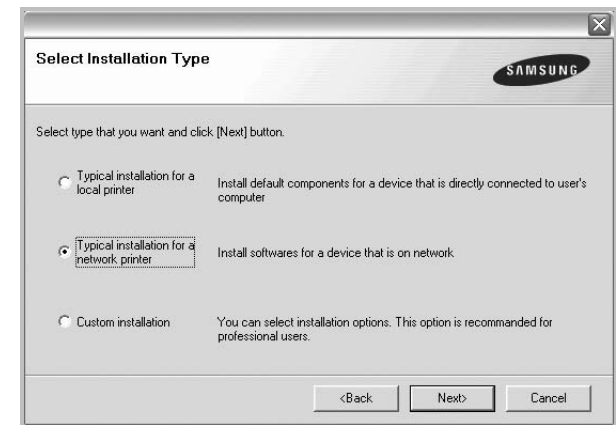 Select Installation Type
SAMSUNG
Select type that you want and click [Next] button.
Typical installation for a
local printer
Install default components for a device that is directly connected to user's
computer
Typical installation for a
network printer
Install softwares for a device that is on network
Custom installation
You can select installation options. This option is recommanded for
professional users.
<Back
Next>
Cancel